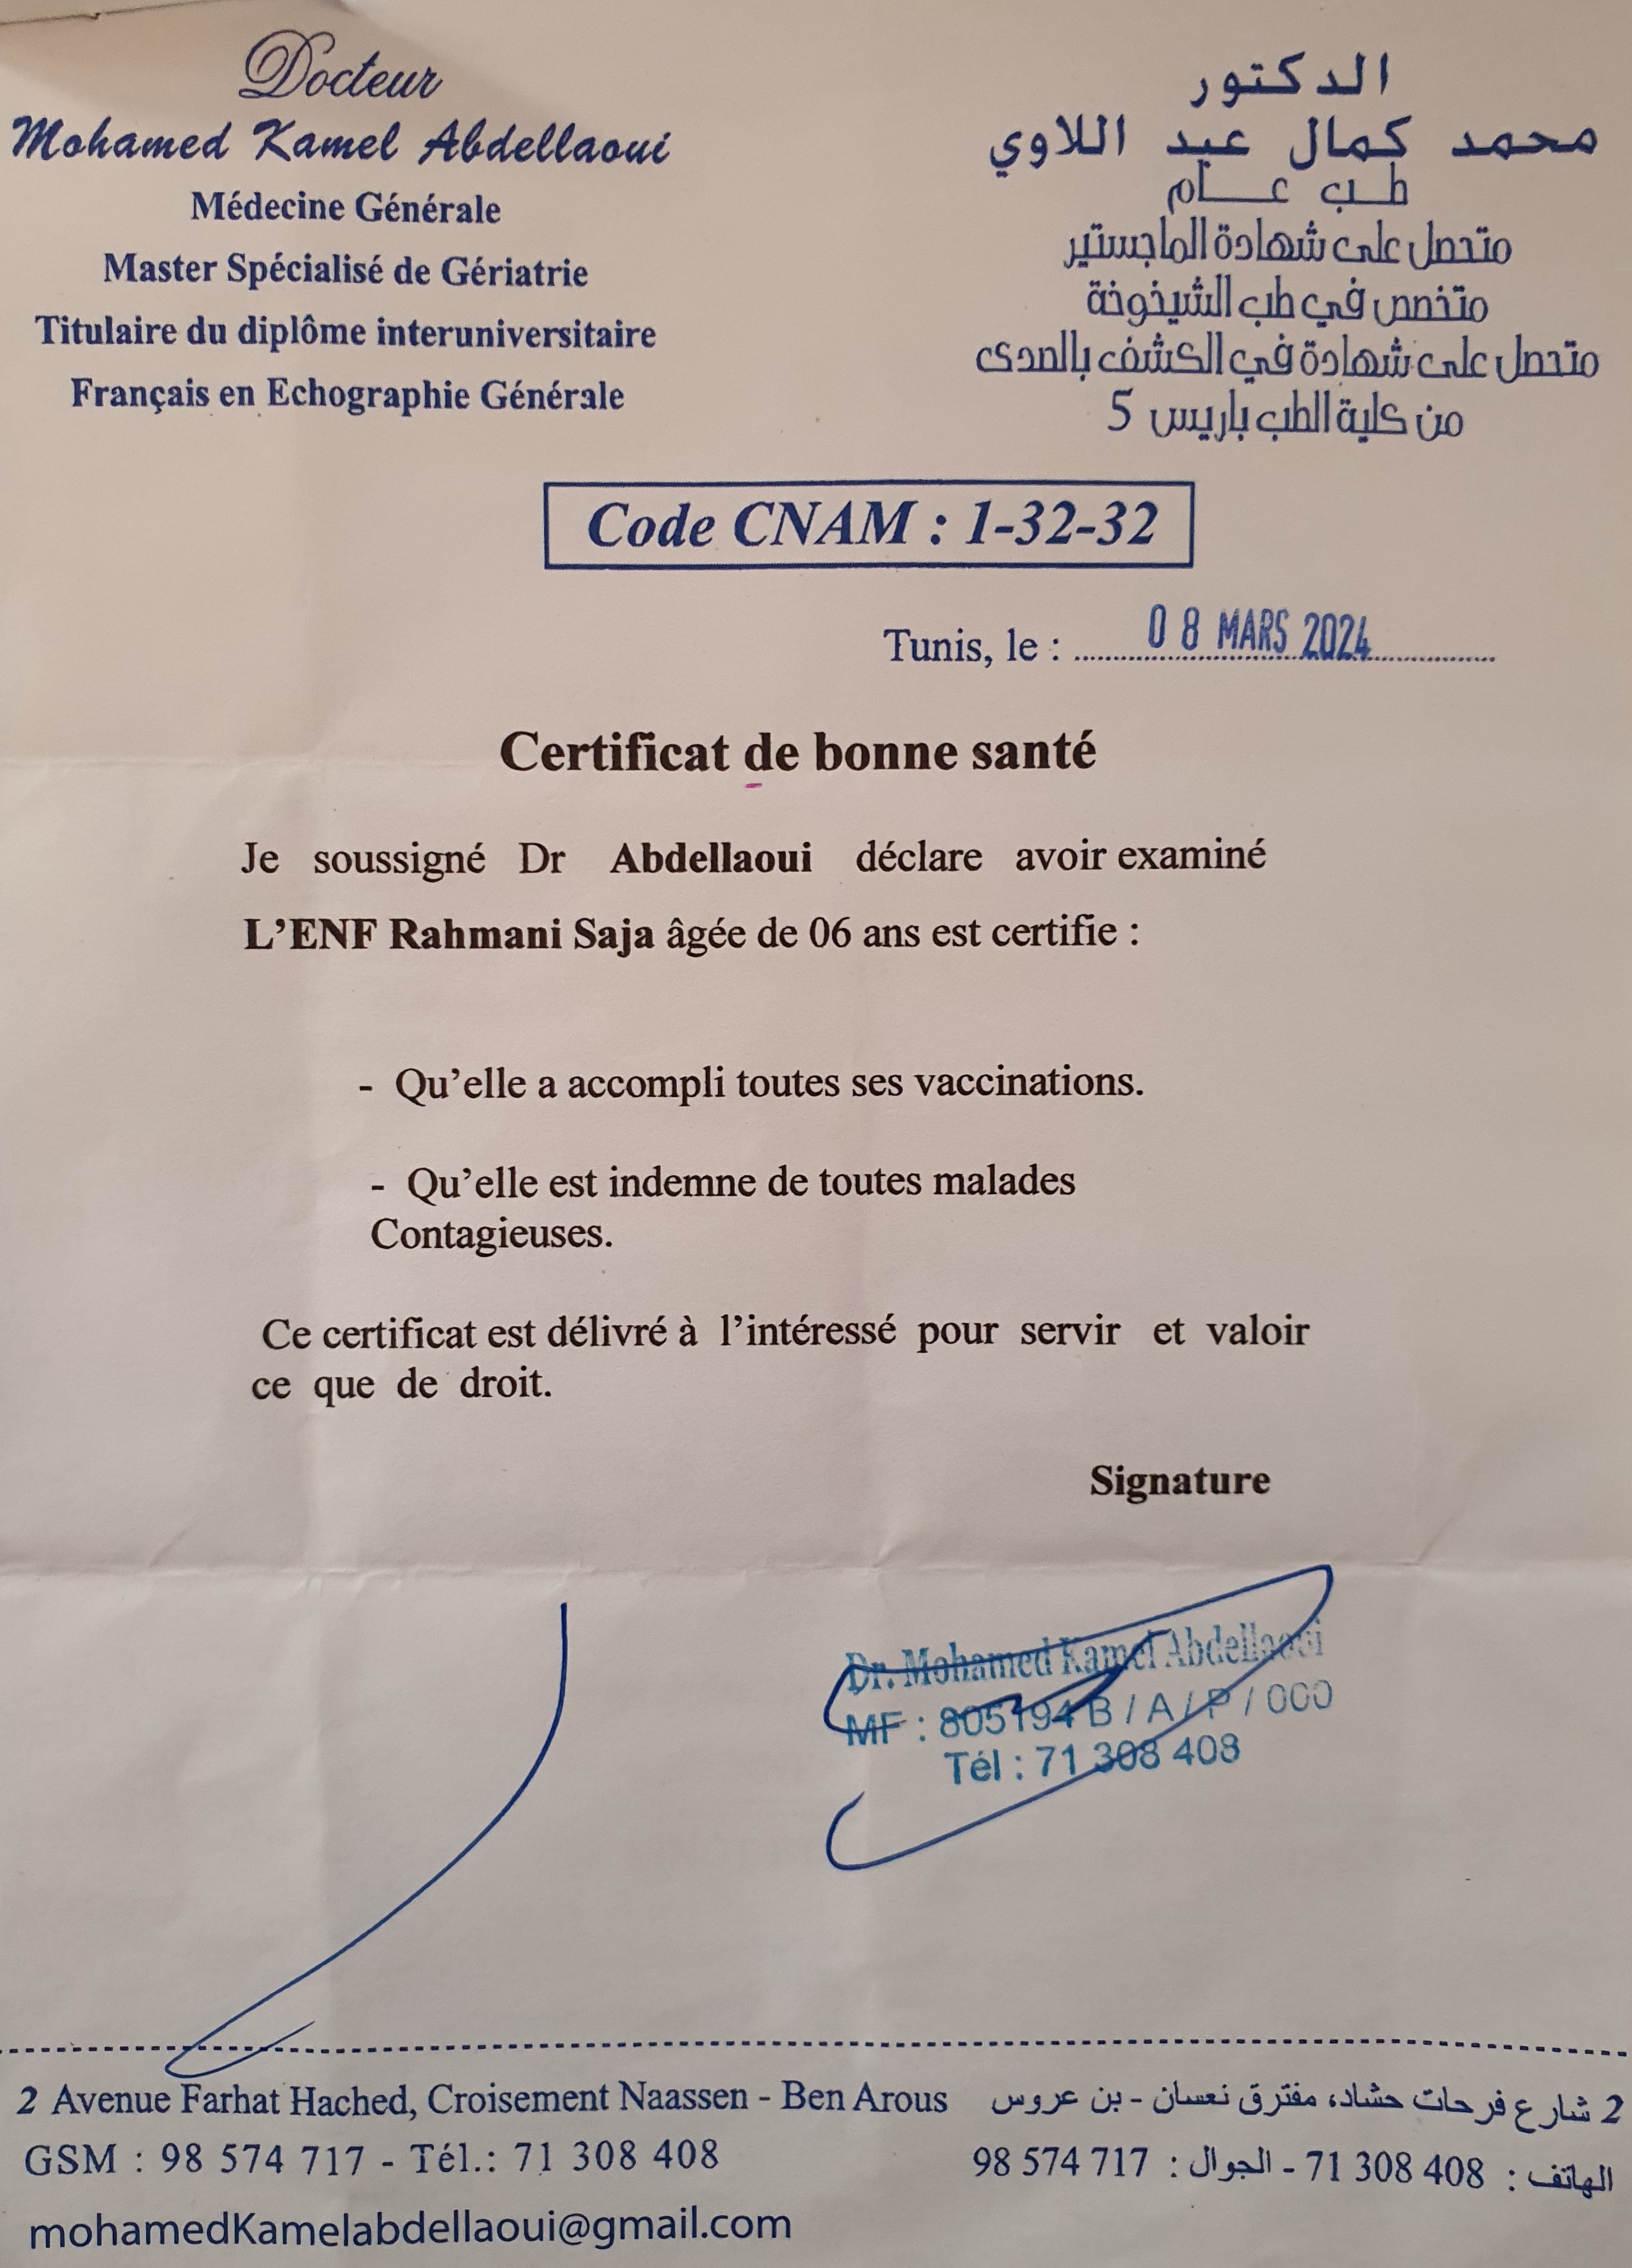 Docteur
Mohamed Kamel Abdellaoui
Médecine Générale
Master Spécialisé de Gériatrie
Titulaire du diplôme interuniversitaire
Français en Echographie Générale
الدكتور
محمد كمال عبد اللاوي
طب عام
متحصل على شهادة الماجستير
متخصص في طب الشيخوخة
متحصل على شهادة في الكشف بالصدى
من كلية الطب باريس 5
Code CNAM : 1-32-32
Tunis, le : 08 MARS 2024
Certificat de bonne santé
Je soussigné Dr Abdellaoui déclare avoir examiné
L'ENF Rahmani Saja âgée de 06 ans est certifie :
- Qu'elle a accompli toutes ses vaccinations.
- Qu'elle est indemne de toutes malades
Contagieuses.
Ce certificat est délivré à l'intéressé pour servir et valoir
ce que de droit.
Signature
Dr. Mohamed Kamel Abdellaoui
MF : 805194 B / A / P / 000
Tél : 71 308 408
2 Avenue Farhat Hached, Croisement Naassen - Ben Arous
GSM : 98 574 717 - Tél.: 71 308 408
mohamedKamelabdellaoui@gmail.com
2 شارع فرحات حشاد، مفترق نعسان - بن عروس
الهاتف : 71 308 408 - الجوال : 98 574 717